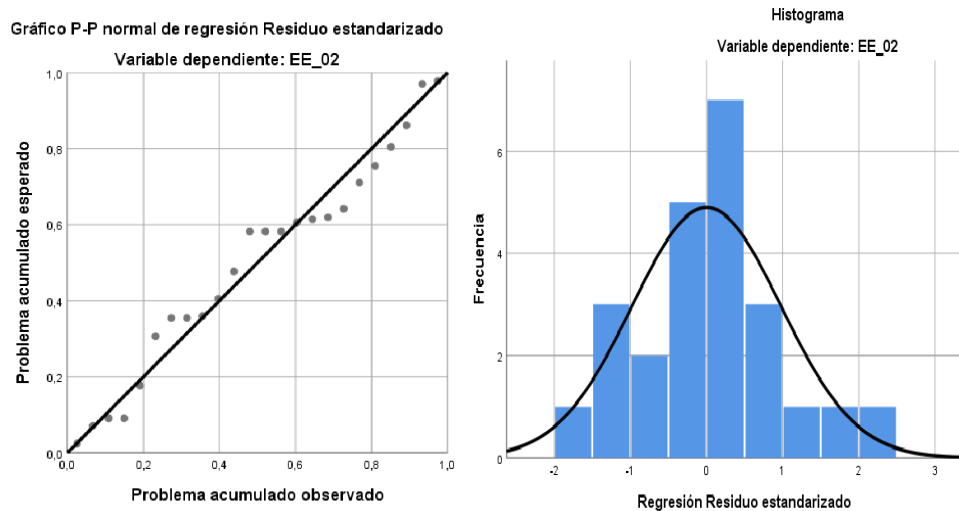 Gráfico P-P normal de regresión Residuo estandarizado
Variable dependiente: EE_02
Problema acumulado esperado
1,0
0,8
0,6
0,4
0,2
0,0
0,0 0,2 0,4 0,6 0,8 1,0
Problema acumulado observado
Histograma
Variable dependiente: EE_02
Frecuencia
6
4
2
0
-2 -1 0 1 2 3
Regresión Residuo estandarizado